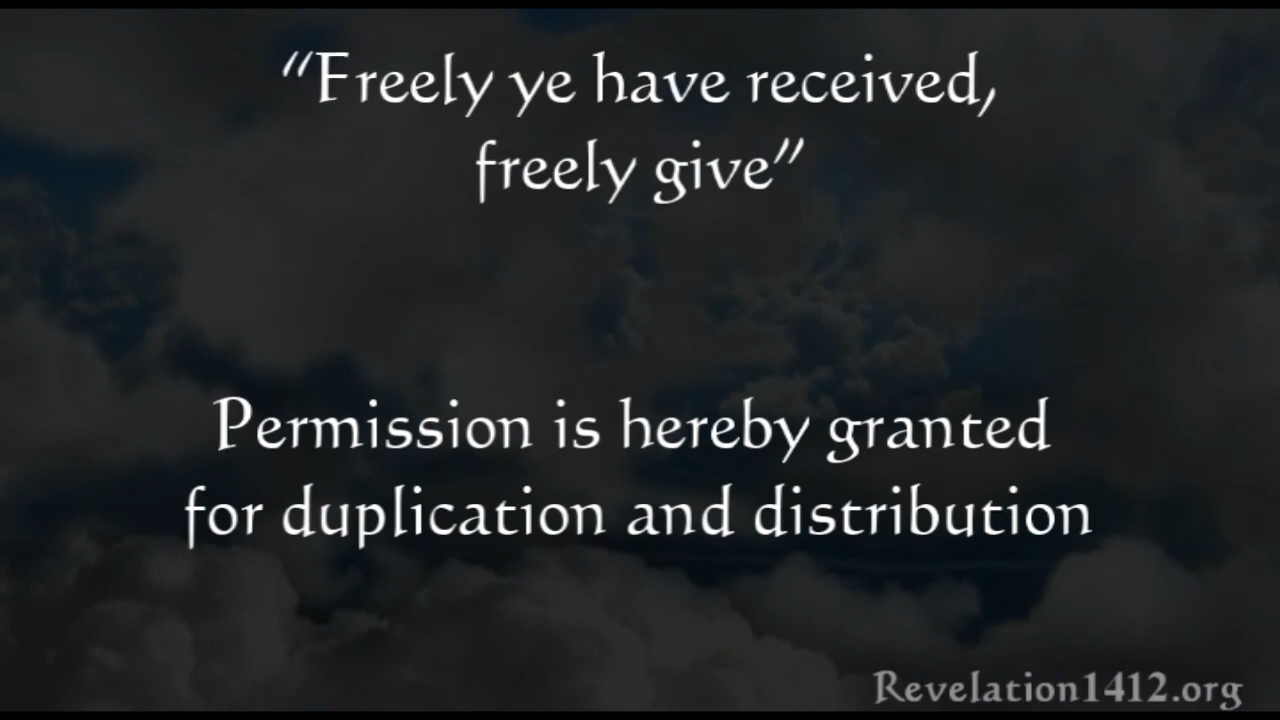 “Freely ye have received,
freely give”
Permission is hereby granted
for duplication and distribution
Revelation1412.org